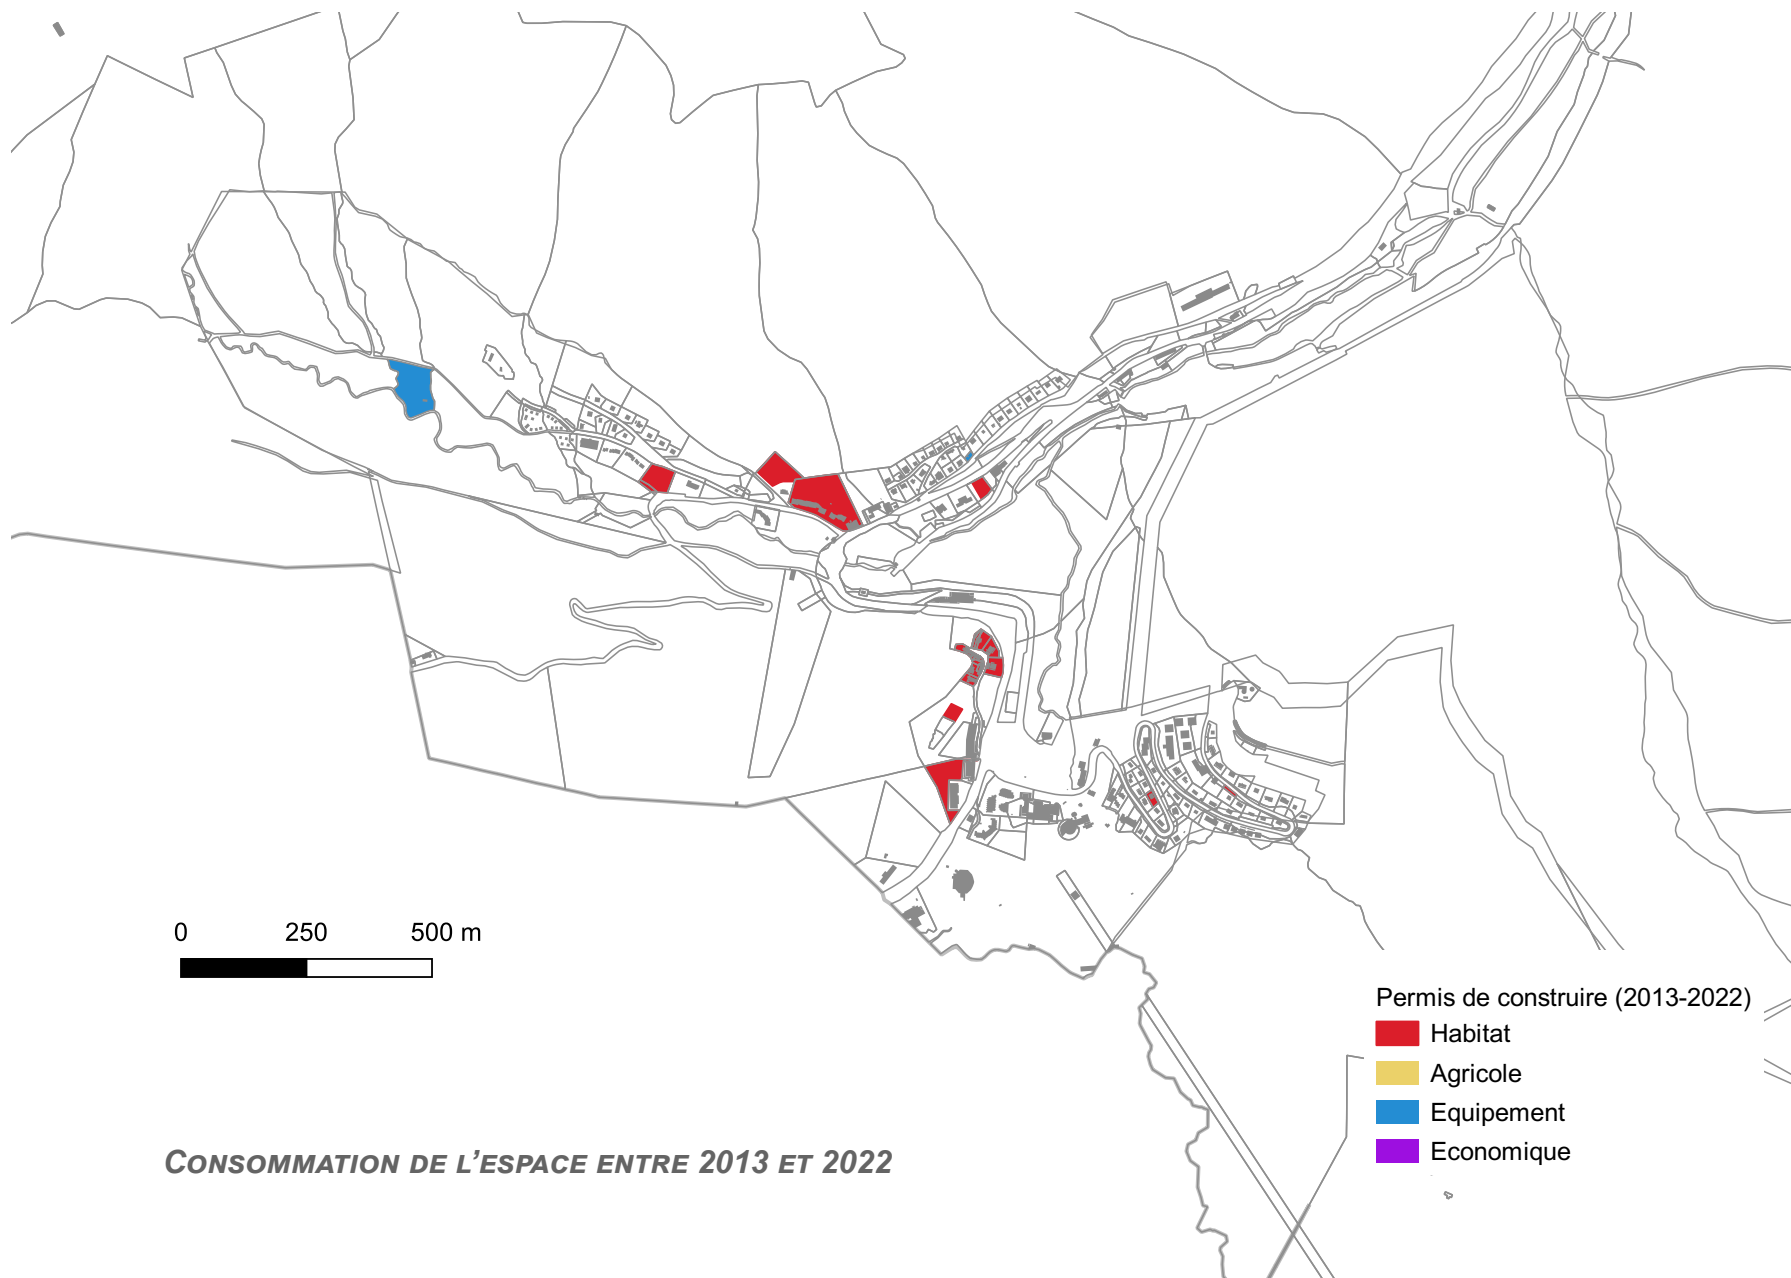 0 250 500 m
Permis de construire (2013-2022)
Habitat
Agricole
Equipement
Economique
CONSOMMATION DE L'ESPACE ENTRE 2013 ET 2022